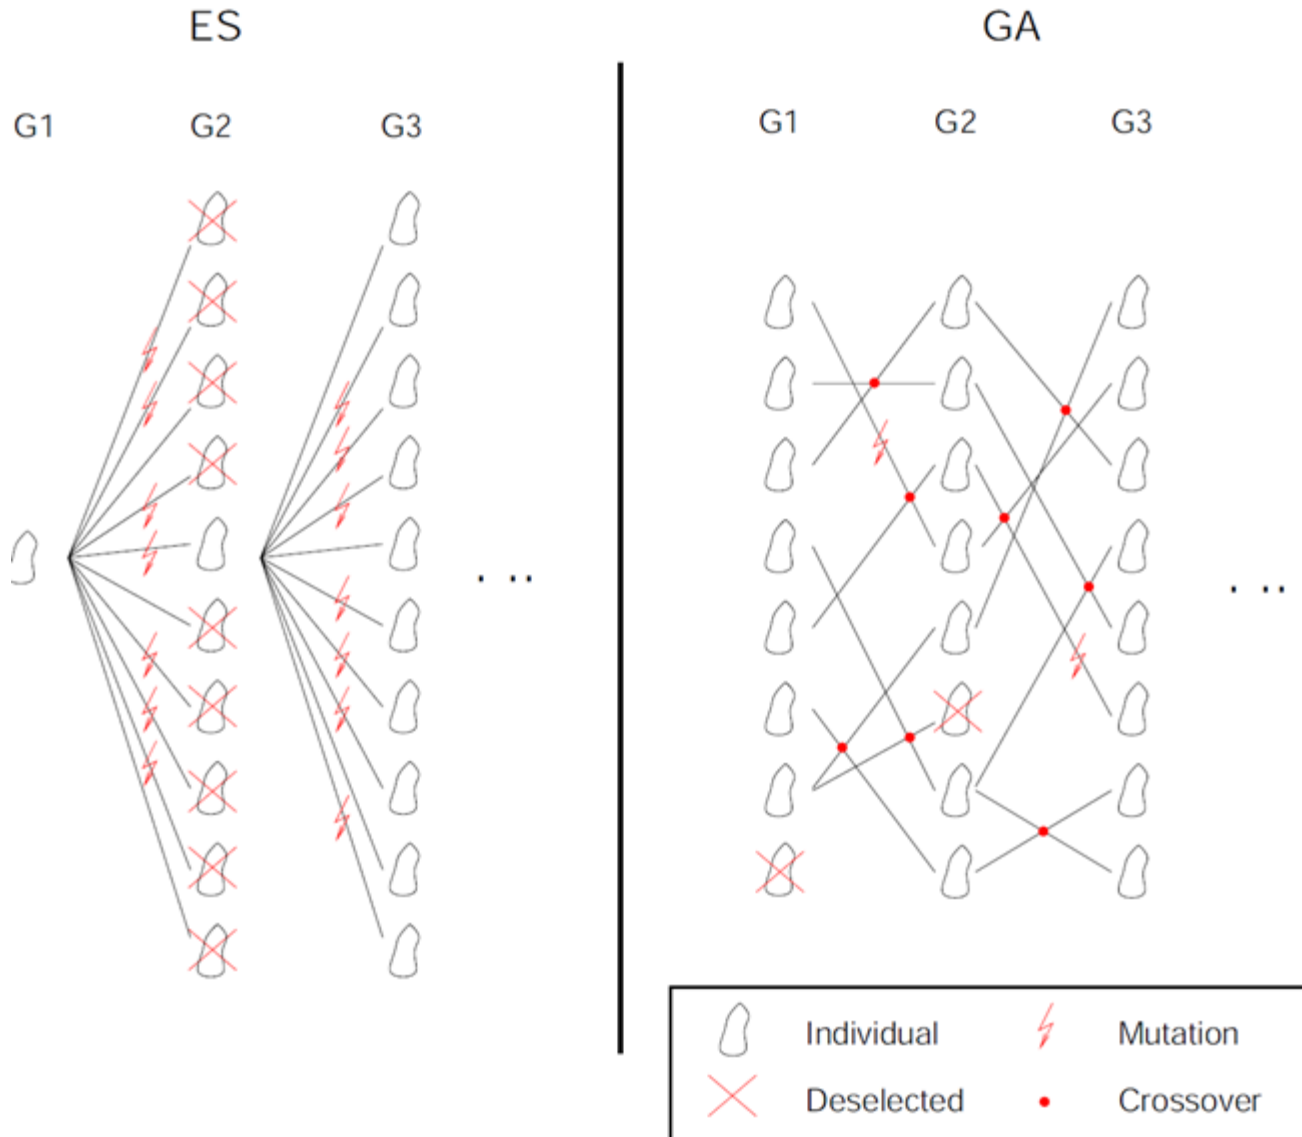 ES
GA
G1 G2 G3
G1 G2 G3
. ..
. ..
Individual
Mutation
Deselected
Crossover